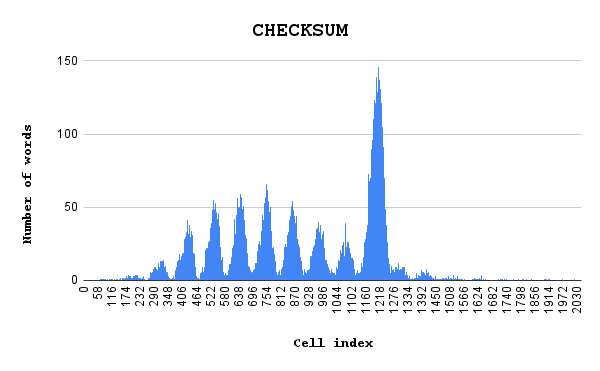 CHECKSUM
Number of words
150
100
50
0
0 58 116 174 232 290 348 406 464 522 580 638 696 754 812 870 928 986 1044 1102 1160 1218 1276 1334 1392 1450 1508 1566 1624 1682 1740 1798 1856 1914 1972 2030
Cell index